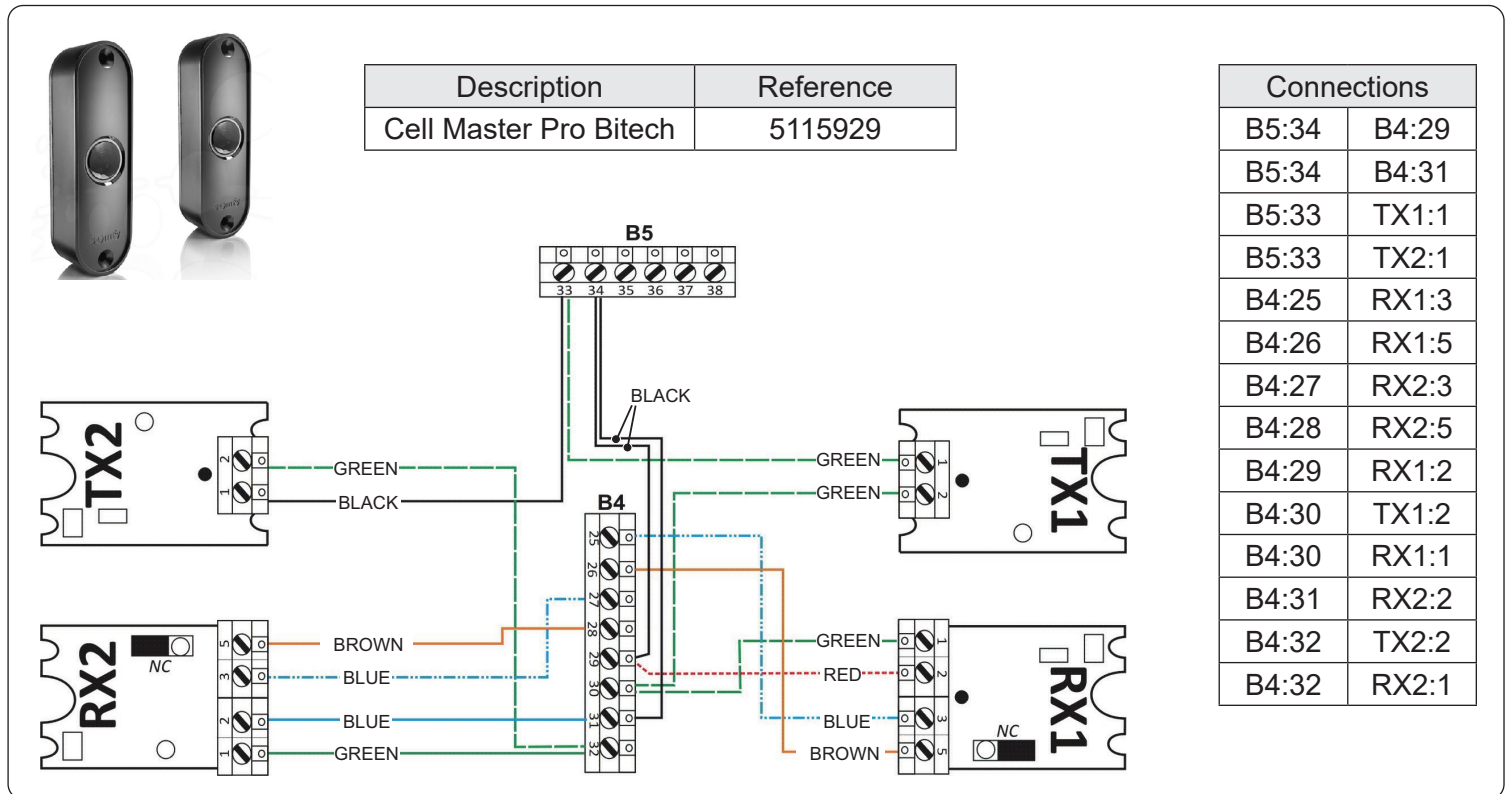 Description Reference
Cell Master Pro Bitech 5115929
Connections
B5:34 B4:29
B5:34 B4:31
B5:33 TX1:1
B5:33 TX2:1
B4:25 RX1:3
B4:26 RX1:5
B4:27 RX2:3
B4:28 RX2:5
B4:29 RX1:2
B4:30 TX1:2
B4:30 RX1:1
B4:31 RX2:2
B4:32 TX2:2
B4:32 RX2:1
somfy
somfy
B5
33 34 35 36 37 38
BLACK
TX2
2
1
GREEN
BLACK
GREEN
GREEN
1
2
TX1
B4
25
26
27
28
29
30
31
32
RX2
NC
5
3
2
1
BROWN
BLUE
BLUE
GREEN
GREEN
RED
BLUE
BROWN
1
2
3
5
NC
RX1